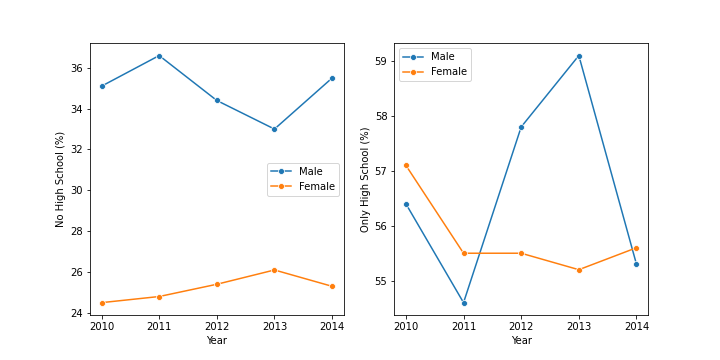 No High School (%)
36
34
32
30
28
26
24
2010 2011 2012 2013 2014
Year
Male
Female
Only High School (%)
59
58
57
56
55
2010 2011 2012 2013 2014
Year
Male
Female